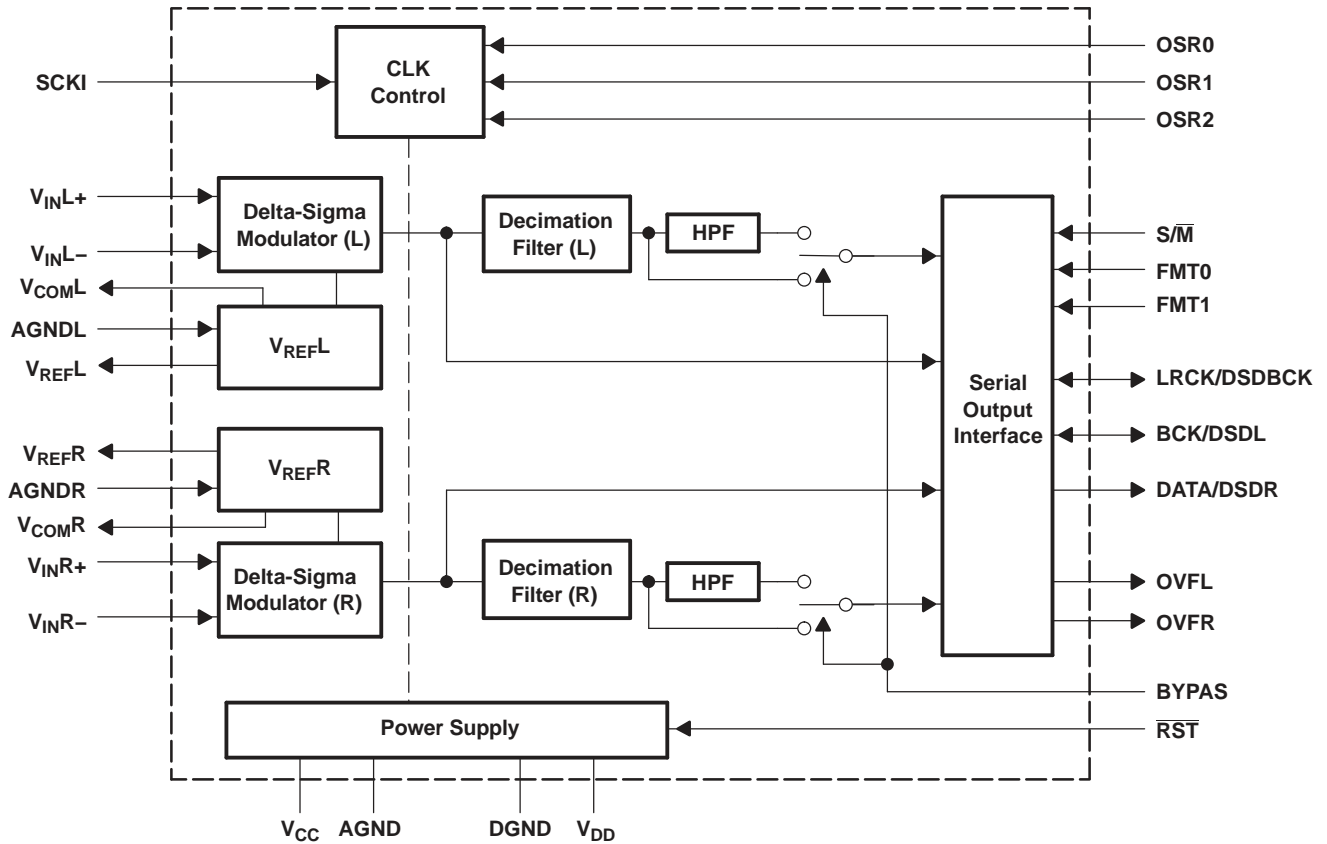 CLK
Control
SCKI
OSR0
OSR1
OSR2
VINL+
VINL−
VCOML
AGNDL
VREFL
Delta-Sigma
Modulator (L)
VREFL
Decimation
Filter (L)
HPF
Serial
Output
Interface
S/M̅
FMT0
FMT1
LRCK/DSDBCK
BCK/DSDL
DATA/DSDR
OVFL
OVFR
BYPAS
R̅S̅T̅
VREFR
AGNDR
VCOMR
VINR+
VINR−
VREFR
Delta-Sigma
Modulator (R)
Decimation
Filter (R)
HPF
Power Supply
VCC
AGND
DGND
VDD